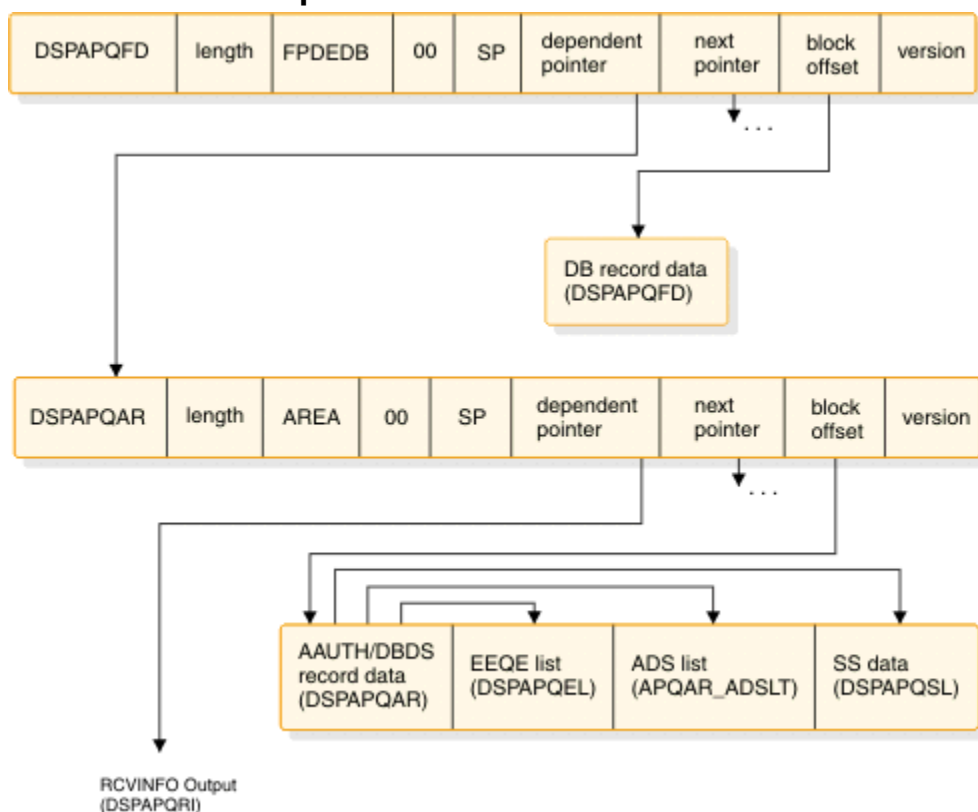 DSPAPQFD
length
FPDEDB
00
SP
dependent
pointer
next
pointer
block
offset
version
. . .
DB record data
(DSPAPQFD)
DSPAPQAR
length
AREA
00
SP
dependent
pointer
next
pointer
block
offset
version
. . .
AAUTH/DBDS
record data
(DSPAPQAR)
EEQE list
(DSPAPQEL)
ADS list
(APQAR_ADSLT)
SS data
(DSPAPQSL)
RCVINFO Output
(DSPAPQRI)